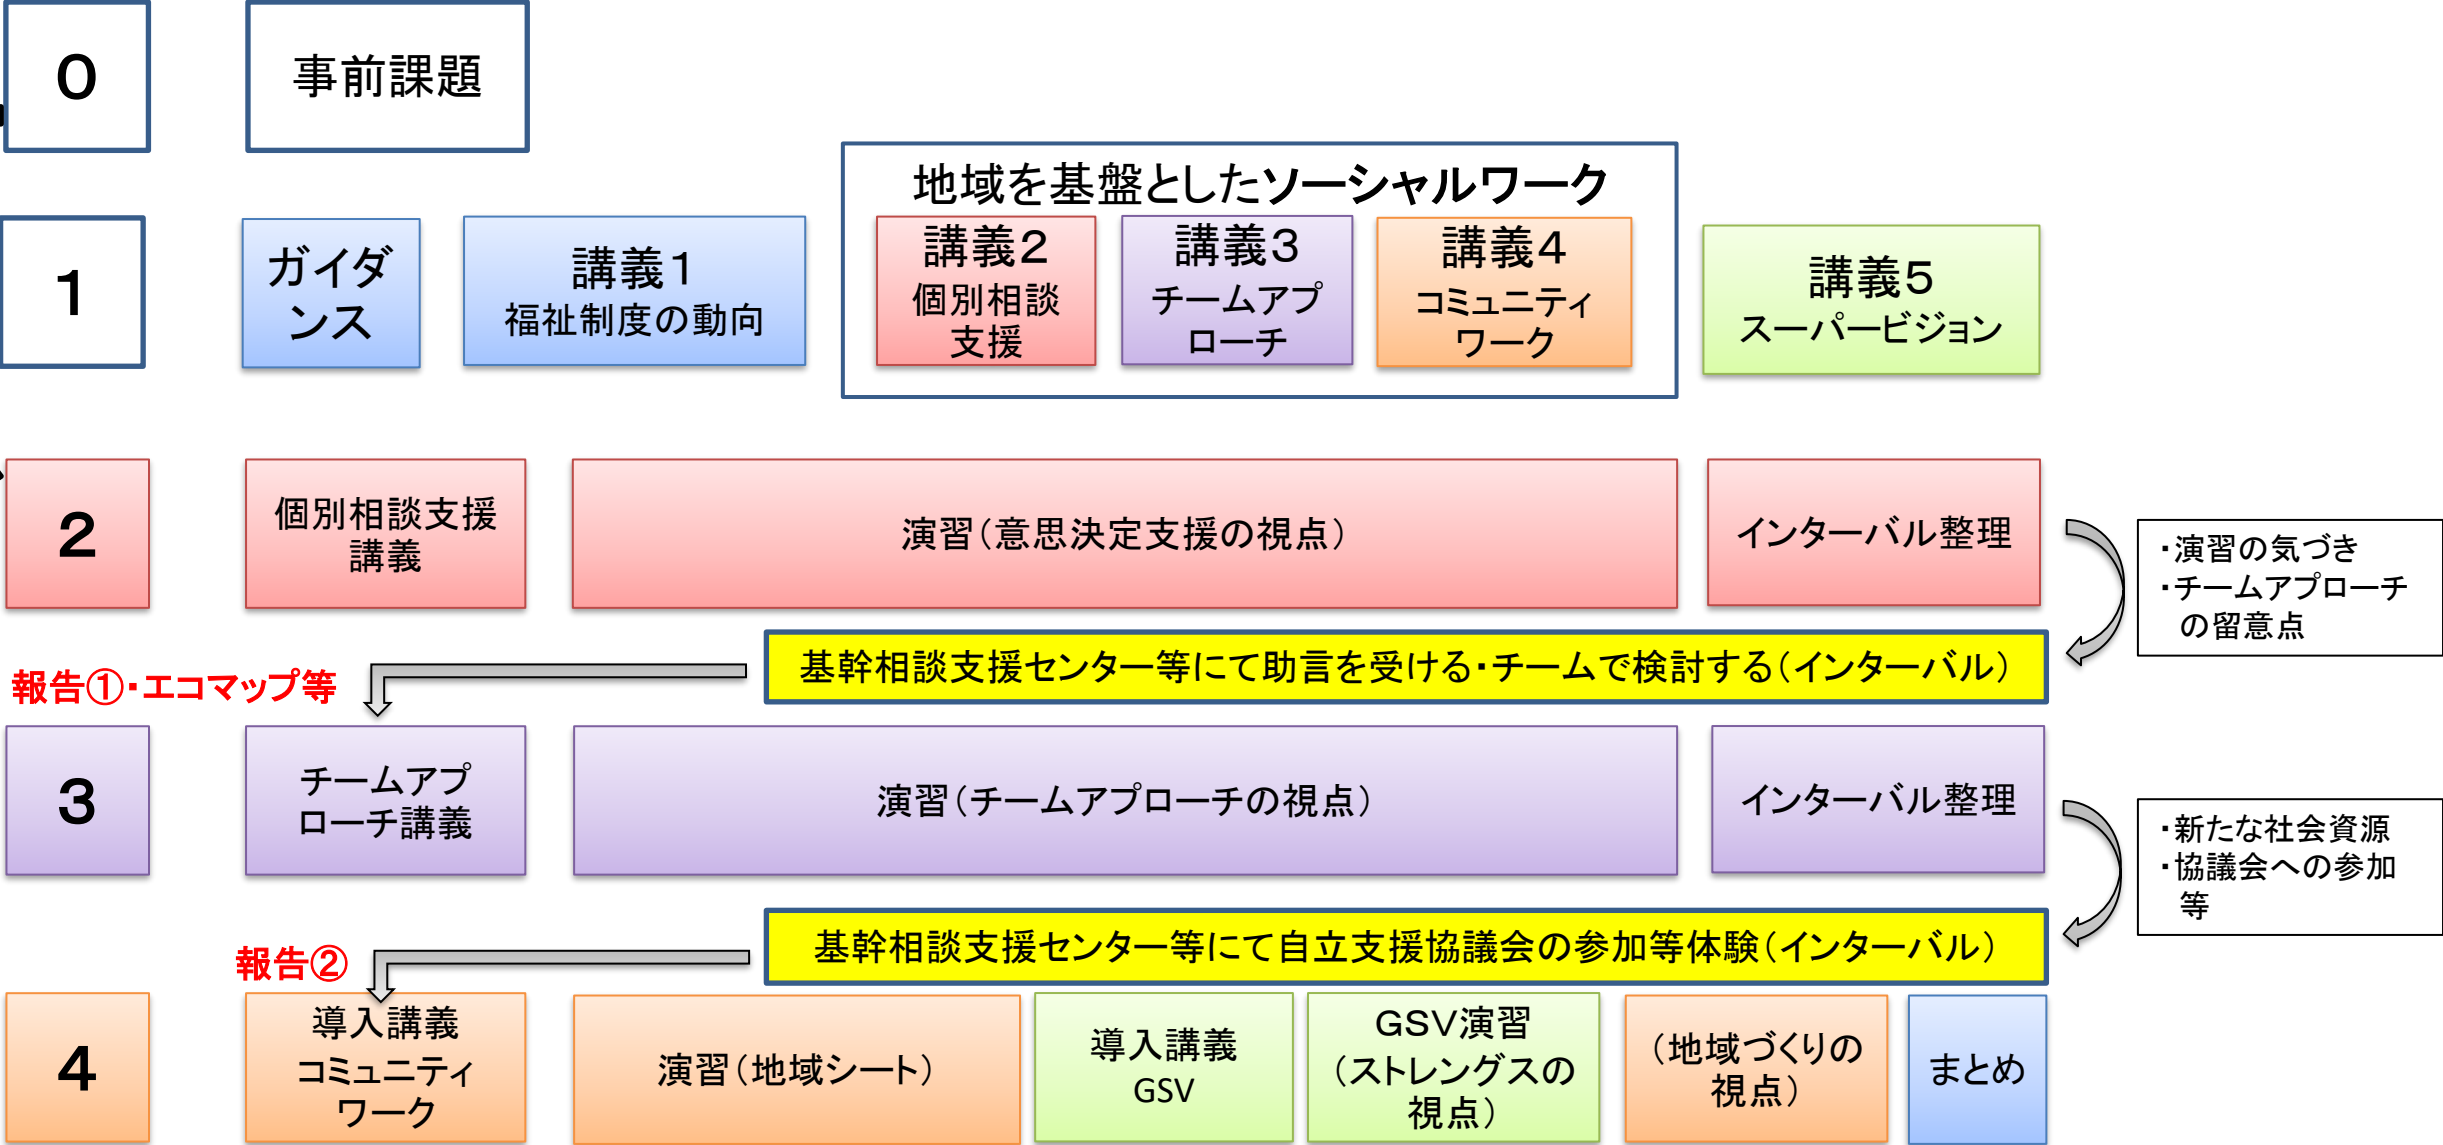 0
事前課題
地域を基盤としたソーシャルワーク
1
ガイダ
ンス
講義1
福祉制度の動向
講義2
個別相談
支援
講義3
チームアプ
ローチ
講義4
コミュニティ
ワーク
講義5
スーパービジョン
2
個別相談支援
講義
演習(意思決定支援の視点)
インターバル整理
・演習の気づき
・チームアプローチ
の留意点
基幹相談支援センター等にて助言を受ける・チームで検討する(インターバル)
報告①・エコマップ等
3
チームアプ
ローチ講義
演習(チームアプローチの視点)
インターバル整理
・新たな社会資源
・協議会への参加
等
基幹相談支援センター等にて自立支援協議会の参加等体験(インターバル)
報告②
4
導入講義
コミュニティ
ワーク
演習(地域シート)
導入講義
GSV
GSV演習
(ストレングスの
視点)
(地域づくりの
視点)
まとめ